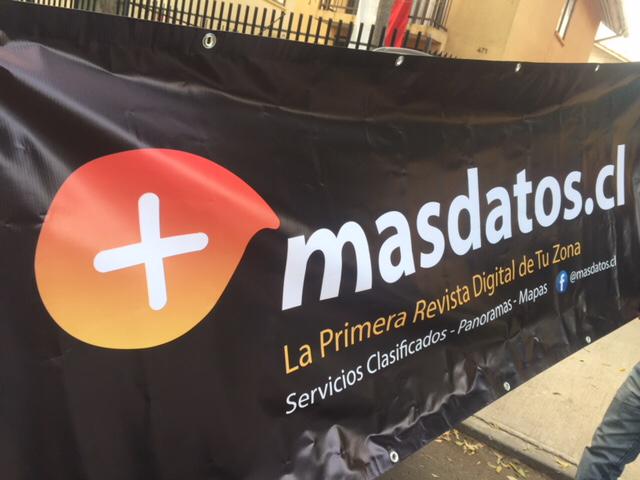 masdatos.cl
La Primera Revista Digital de Tu Zona
Servicios Clasificados - Panoramas - Mapas
@masdatos.cl